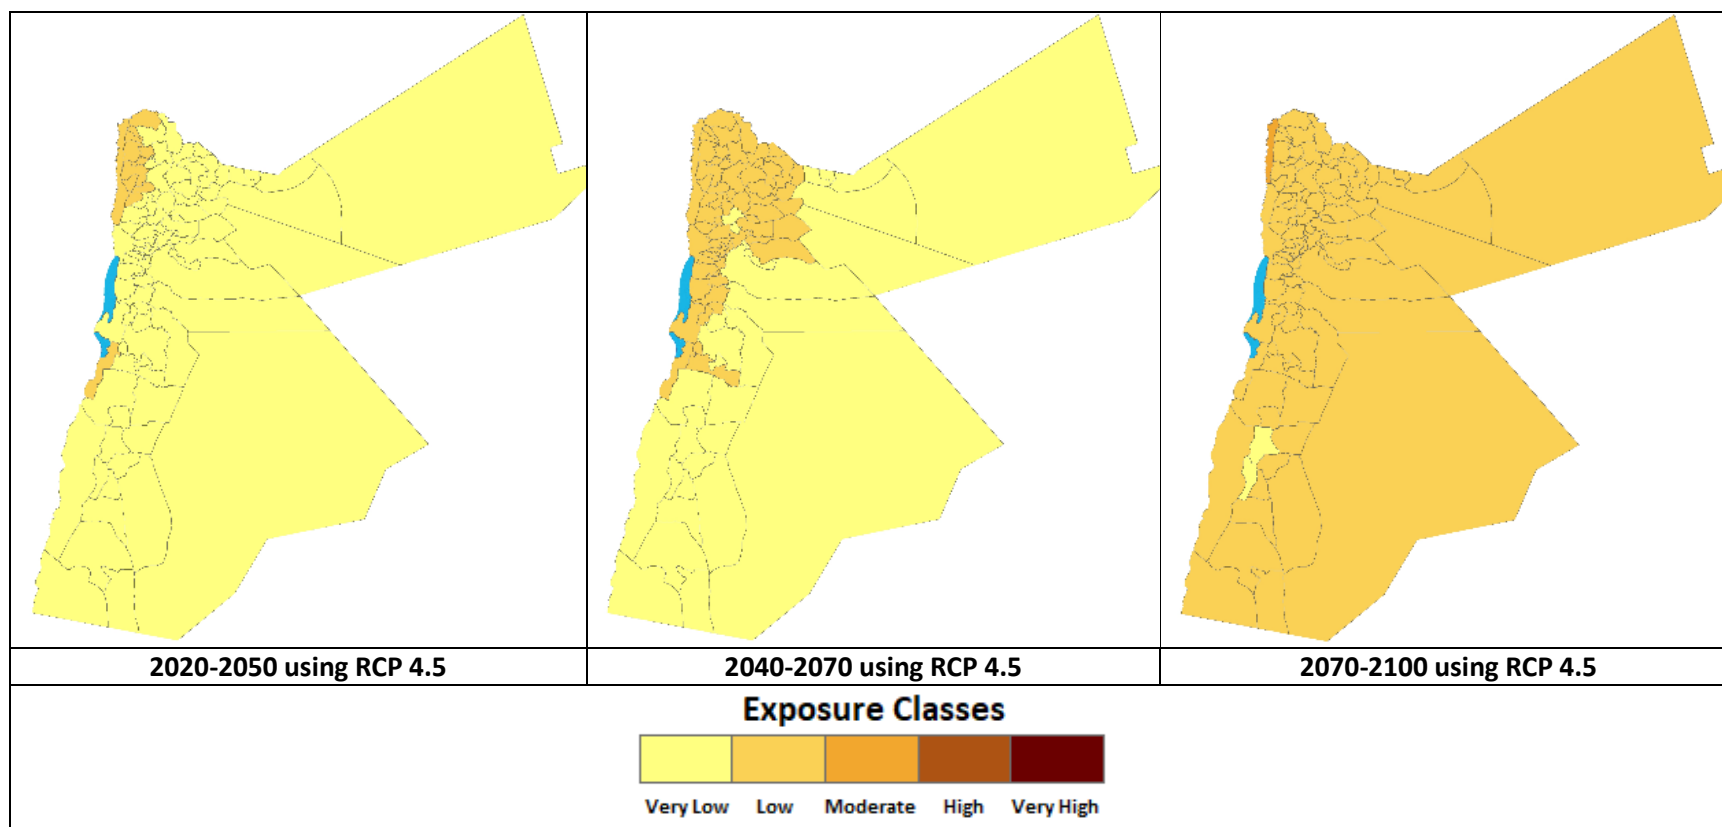 2020-2050 using RCP 4.5
2040-2070 using RCP 4.5
2070-2100 using RCP 4.5
Exposure Classes
Very Low Low Moderate High Very High